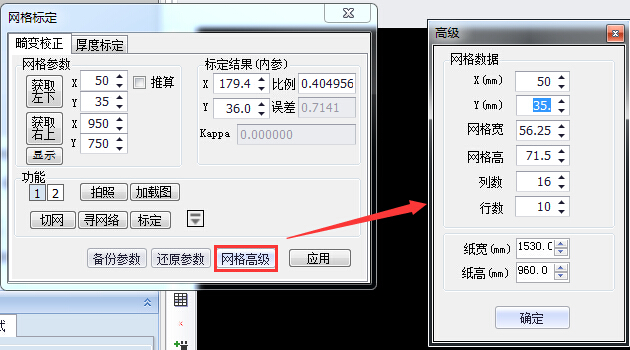 网格标定
畸变校正 厚度标定
网格参数
获取左下 X 50 推算
Y 35
获取右上 X 950
Y 750
显示
标定结果(内参)
X 179.4 比例 0.404956
Y 36.0 误差 0.7141
Kappa 0.000000
功能
1 2 拍照 加载图
切网 寻网络 标定
备份参数 还原参数 网格高级 应用
式
高级
网格数据
X(mm) 50
Y(mm) 35.
网格宽 56.25
网格高 71.5
列数 16
行数 10
纸宽(mm) 1530.0
纸高(mm) 960.0
确定